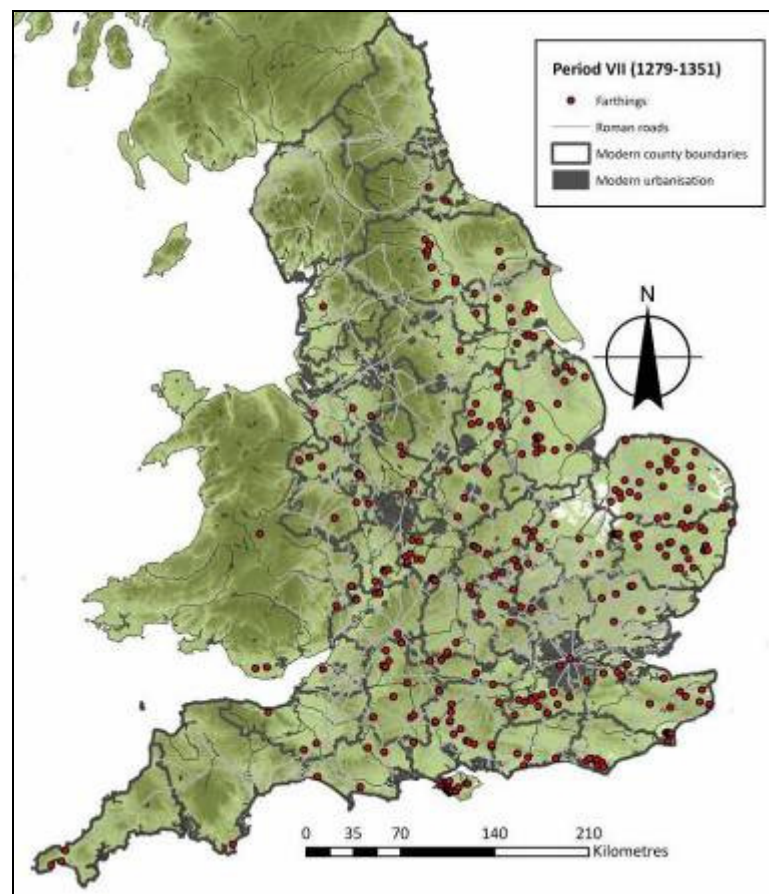 Period VII (1279-1351)
Farthings
Roman roads
Modern county boundaries
Modern urbanisation
N
0 35 70 140 210
Kilometres